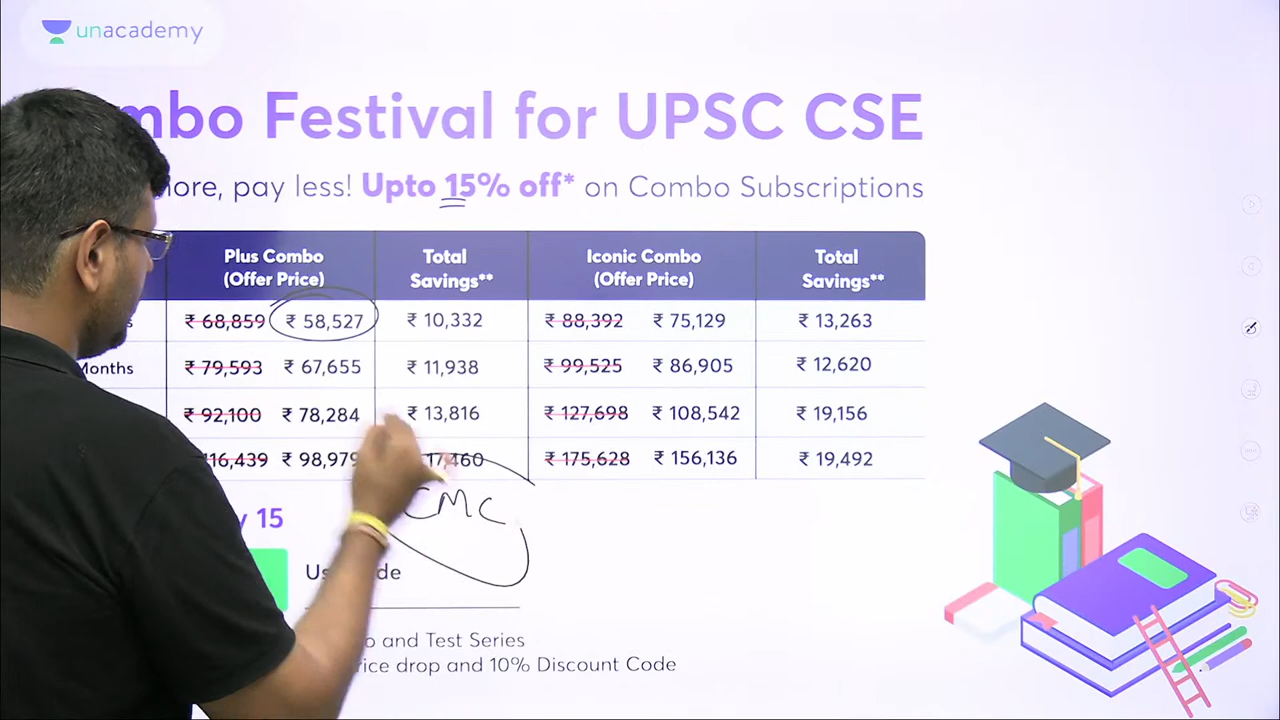 unacademy
mbo Festival for UPSC CSE
more, pay less! Upto 15% off* on Combo Subscriptions
Plus Combo (Offer Price) Total Savings** Iconic Combo (Offer Price) Total Savings**
₹ 68,859 ₹ 58,527 ₹ 10,332 ₹ 88,392 ₹ 75,129 ₹ 13,263
Months ₹ 79,593 ₹ 67,655 ₹ 11,938 ₹ 99,525 ₹ 86,905 ₹ 12,620
₹ 92,100 ₹ 78,284 ₹ 13,816 ₹ 127,698 ₹ 108,542 ₹ 19,156
116,439 ₹ 98,979 17,460 ₹ 175,628 ₹ 156,136 ₹ 19,492
CMC
y 15
o and Test Series
rice drop and 10% Discount Code